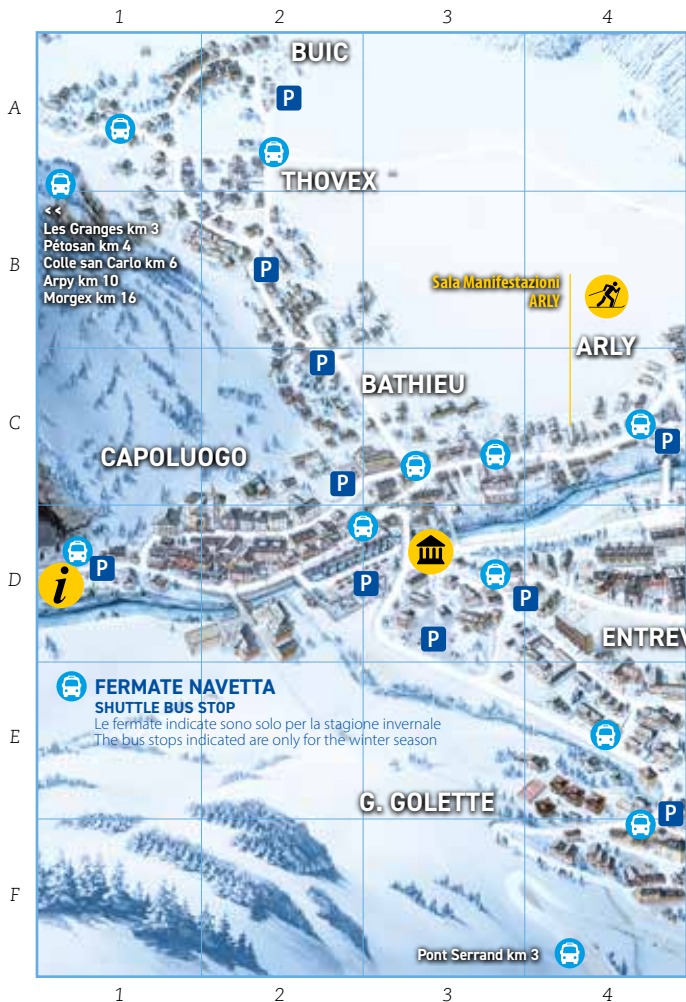 1 2 3 4
BUIC
A
P
THOVEX
<<
Les Granges km 3
Pétosan km 4
Colle san Carlo km 6
Arpy km 10
Morgex km 16
B
P
Sala Manifestazioni
ARLY
ARLY
P
BATHIEU
C
P
CAPOLUOGO
P
D
i
P
P
P
P
ENTREV
FERMATE NAVETTA
SHUTTLE BUS STOP
Le fermate indicate sono solo per la stagione invernale
The bus stops indicated are only for the winter season
E
G. GOLETTE
P
F
Pont Serrand km 3
1 2 3 4